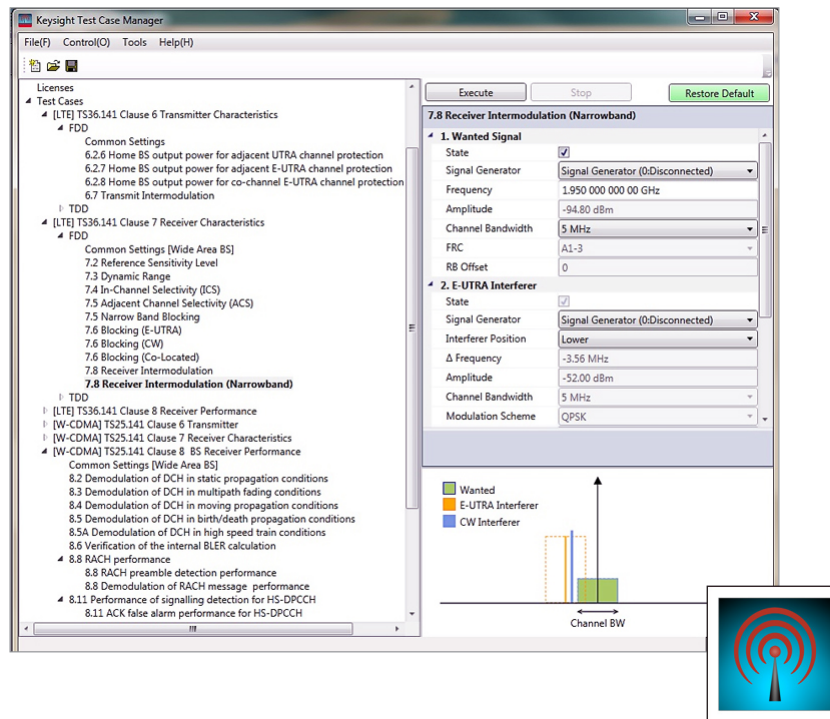 Keysight Test Case Manager
File(F) Control(O) Tools Help(H)
Licenses
Test Cases
[LTE] TS36.141 Clause 6 Transmitter Characteristics
FDD
Common Settings
6.2.6 Home BS output power for adjacent UTRA channel protection
6.2.7 Home BS output power for adjacent E-UTRA channel protection
6.2.8 Home BS output power for co-channel E-UTRA channel protection
6.7 Transmit Intermodulation
TDD
[LTE] TS36.141 Clause 7 Receiver Characteristics
FDD
Common Settings [Wide Area BS]
7.2 Reference Sensitivity Level
7.3 Dynamic Range
7.4 In-Channel Selectivity (ICS)
7.5 Adjacent Channel Selectivity (ACS)
7.5 Narrow Band Blocking
7.6 Blocking (E-UTRA)
7.6 Blocking (CW)
7.6 Blocking (Co-Located)
7.8 Receiver Intermodulation
7.8 Receiver Intermodulation (Narrowband)
TDD
[LTE] TS36.141 Clause 8 Receiver Performance
[W-CDMA] TS25.141 Clause 6 Transmitter
[W-CDMA] TS25.141 Clause 7 Receiver Characteristics
[W-CDMA] TS25.141 Clause 8 BS Receiver Performance
Common Settings [Wide Area BS]
8.2 Demodulation of DCH in static propagation conditions
8.3 Demodulation of DCH in multipath fading conditions
8.4 Demodulation of DCH in moving propagation conditions
8.5 Demodulation of DCH in birth/death propagation conditions
8.5A Demodulation of DCH in high speed train conditions
8.6 Verification of the internal BLER calculation
8.8 RACH performance
8.8 RACH preamble detection performance
8.8 Demodulation of RACH message performance
8.11 Performance of signalling detection for HS-DPCCH
8.11 ACK false alarm performance for HS-DPCCH
Execute Stop Restore Default
7.8 Receiver Intermodulation (Narrowband)
1. Wanted Signal
State
Signal Generator Signal Generator (0:Disconnected)
Frequency 1.950 000 000 00 GHz
Amplitude -94.80 dBm
Channel Bandwidth 5 MHz
FRC A1-3
RB Offset 0
2. E-UTRA Interferer
State
Signal Generator Signal Generator (0:Disconnected)
Interferer Position Lower
Δ Frequency -3.56 MHz
Amplitude -52.00 dBm
Channel Bandwidth 5 MHz
Modulation Scheme QPSK
Wanted
E-UTRA Interferer
CW Interferer
Channel BW